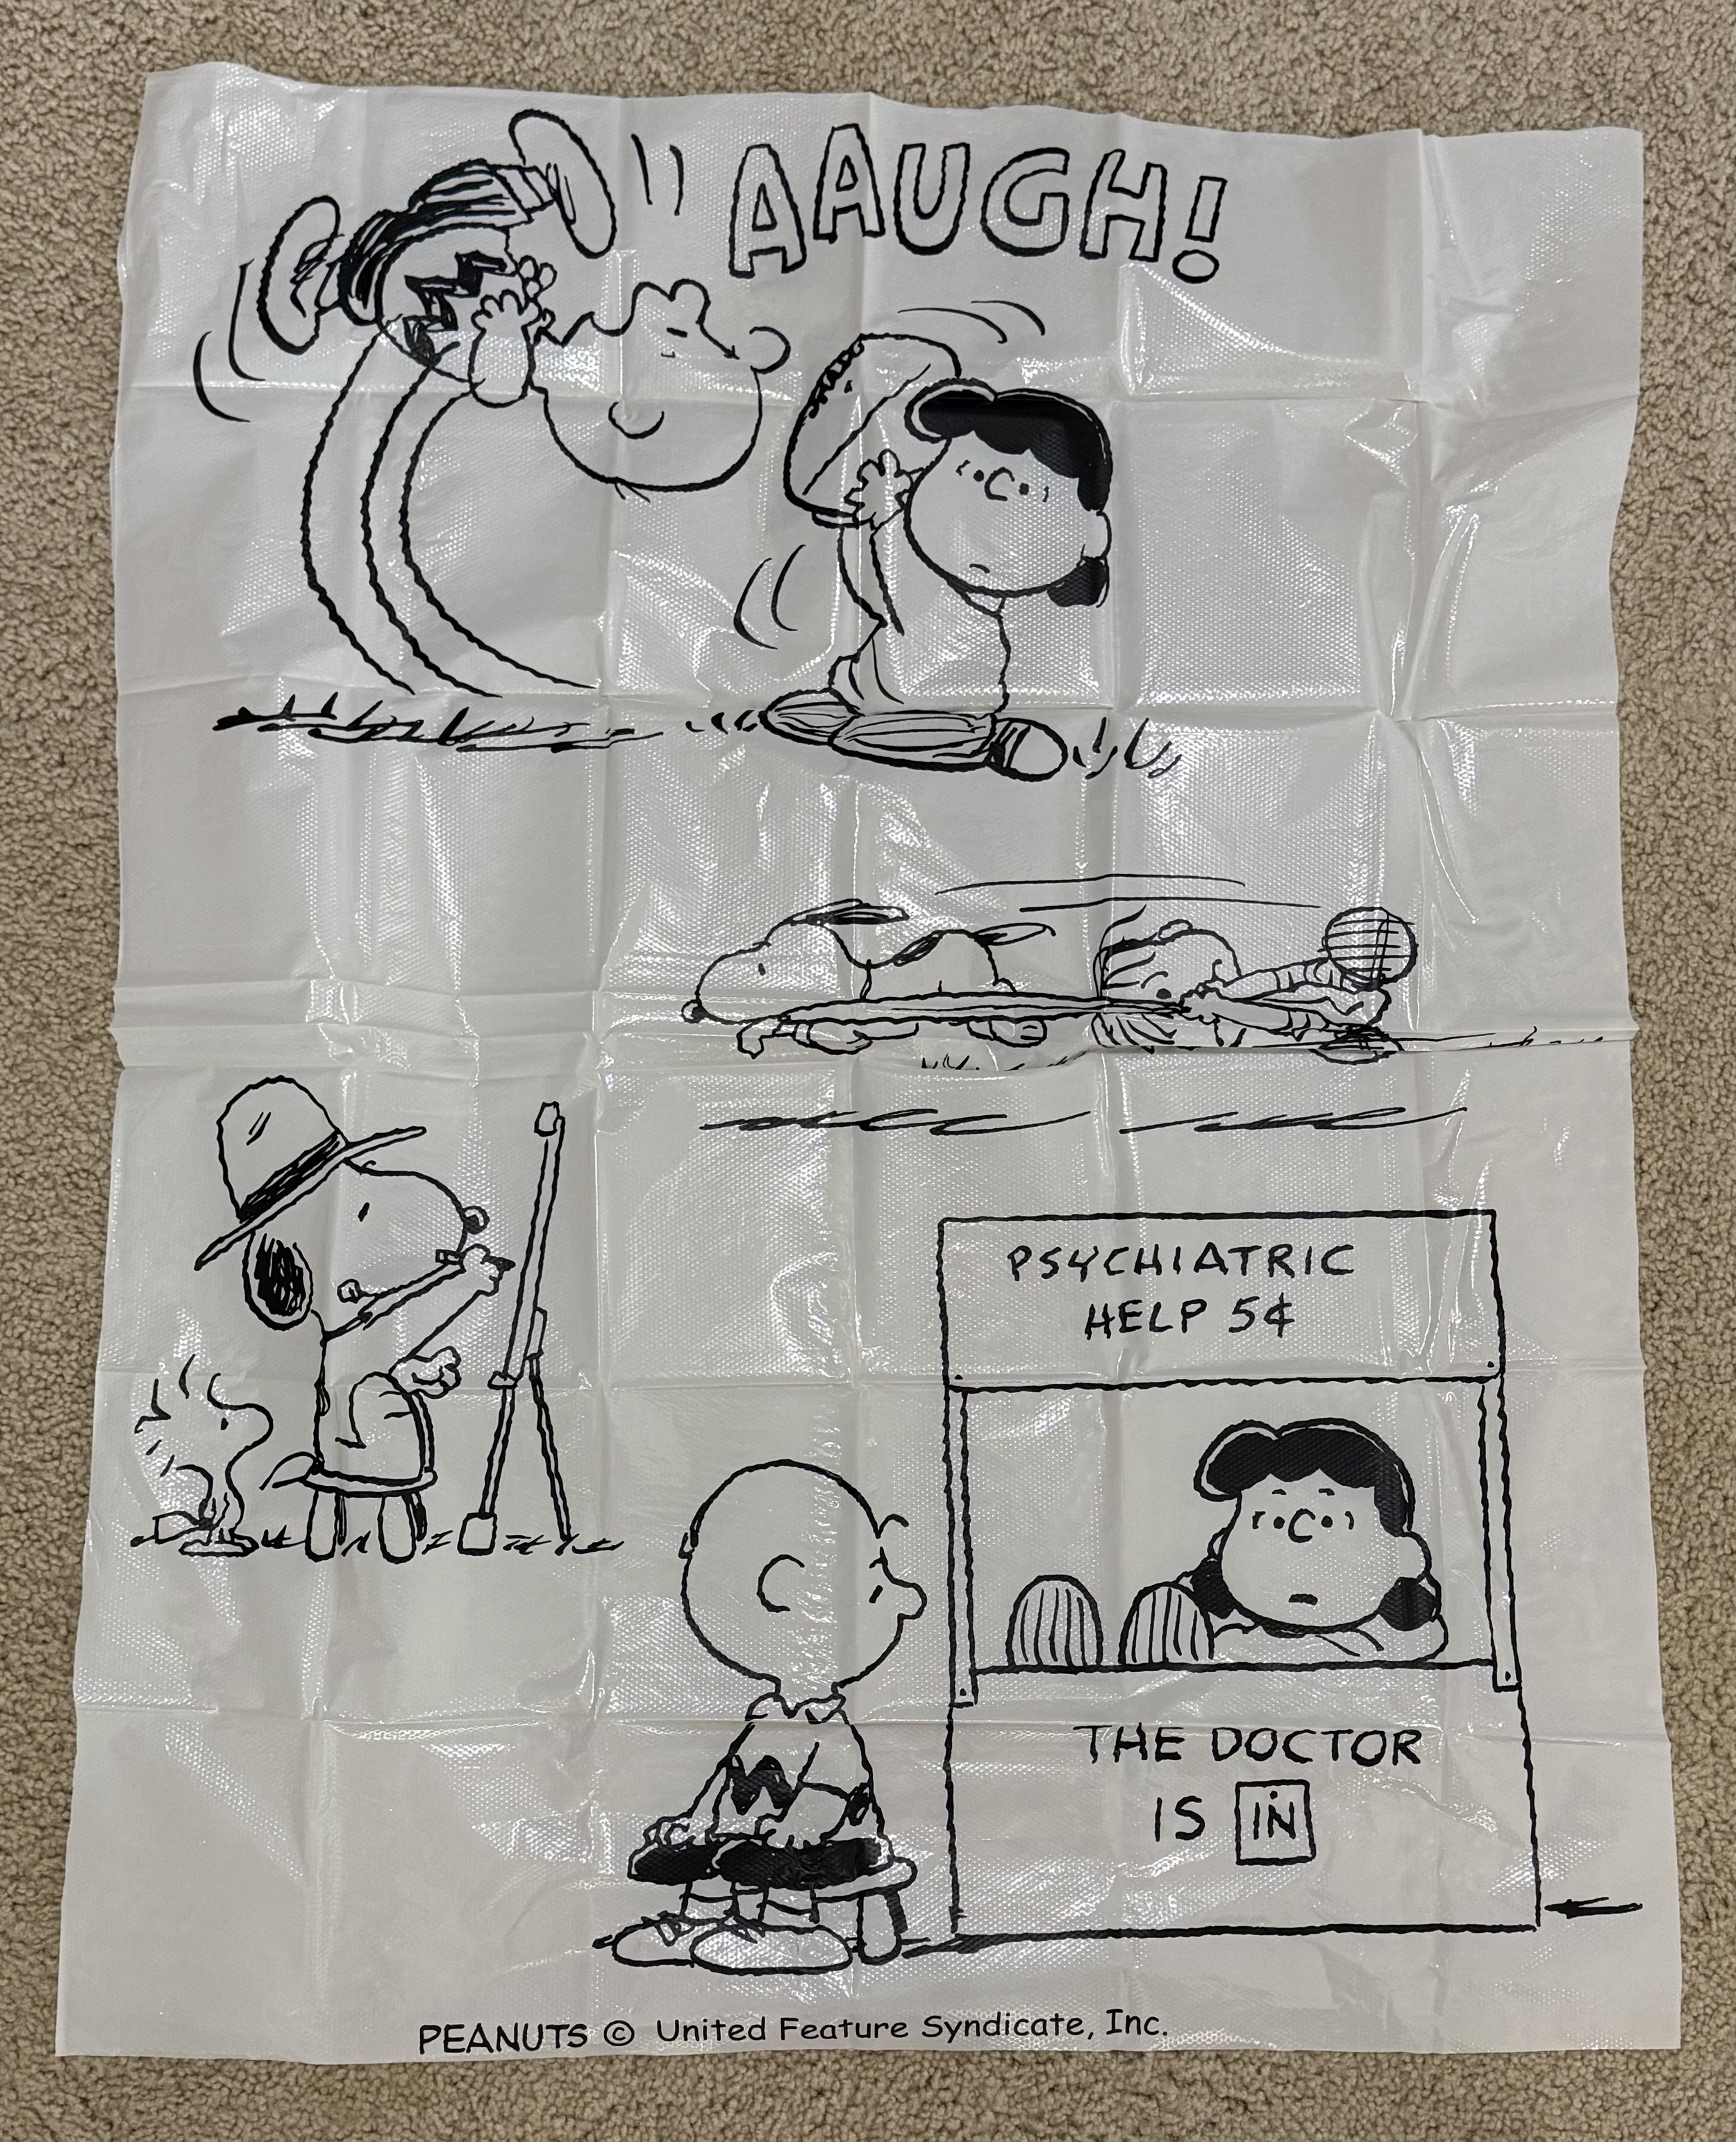 AAUGH!
PSYCHIATRIC
HELP 5¢
THE DOCTOR
IS IN
PEANUTS © United Feature Syndicate, Inc.